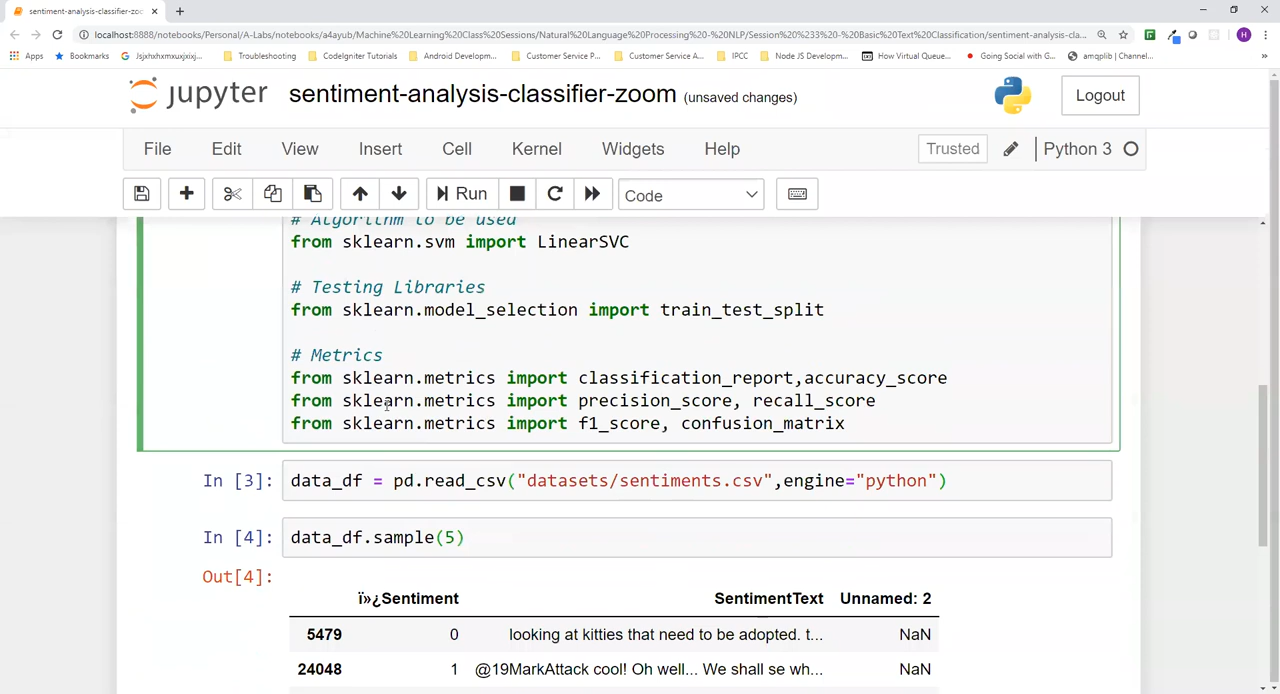 sentiment-analysis-classifier-zoo
localhost:8888/notebooks/Personal/A-Labs/notebooks/a4ayub/Machine%20Learning%20Class%20Sessions/Natural%20Language%20Processing%20-%20NLP/Session%20%233%20-%20Basic%20Text%20Classification/sentiment-analysis-cla...
H
Apps Bookmarks Jsjxhxhxmxuxjxixj... Troubleshooting CodeIgniter Tutorials Android Developm... Customer Service P... Customer Service A... IPCC Node JS Developm... How Virtual Queue... Going Social with G... amqplib | Channel...
jupyter sentiment-analysis-classifier-zoom (unsaved changes) Logout
File Edit View Insert Cell Kernel Widgets Help Trusted Python 3
Run Code
# Algorithm to be used
from sklearn.svm import LinearSVC
# Testing Libraries
from sklearn.model_selection import train_test_split
# Metrics
from sklearn.metrics import classification_report,accuracy_score
from sklearn.metrics import precision_score, recall_score
from sklearn.metrics import f1_score, confusion_matrix
In [3]: data_df = pd.read_csv("datasets/sentiments.csv",engine="python")
In [4]: data_df.sample(5)
Out[4]:
ï»¿Sentiment SentimentText Unnamed: 2
5479 0 looking at kitties that need to be adopted. t... NaN
24048 1 @19MarkAttack cool! Oh well... We shall se wh... NaN